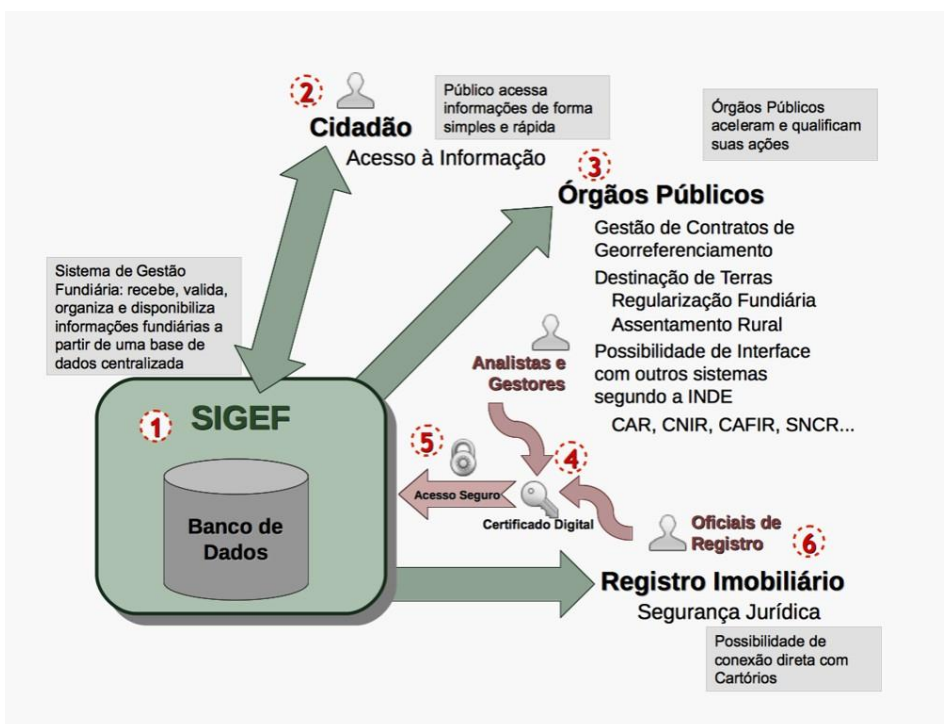 2
Cidadão
Acesso à Informação
Público acessa
informações de forma
simples e rápida
Órgãos Públicos
aceleram e qualificam
suas ações
3
Órgãos Públicos
Gestão de Contratos de
Georreferenciamento
Destinação de Terras
Regularização Fundiária
Assentamento Rural
Possibilidade de Interface
com outros sistemas
segundo a INDE
CAR, CNIR, CAFIR, SNCR...
Sistema de Gestão
Fundiária: recebe, valida,
organiza e disponibiliza
informações fundiárias a
partir de uma base de
dados centralizada
Analistas e
Gestores
1
SIGEF
Banco de
Dados
5
Acesso Seguro
4
Certificado Digital
Oficiais de
Registro
6
Registro Imobiliário
Segurança Jurídica
Possibilidade de
conexão direta com
Cartórios